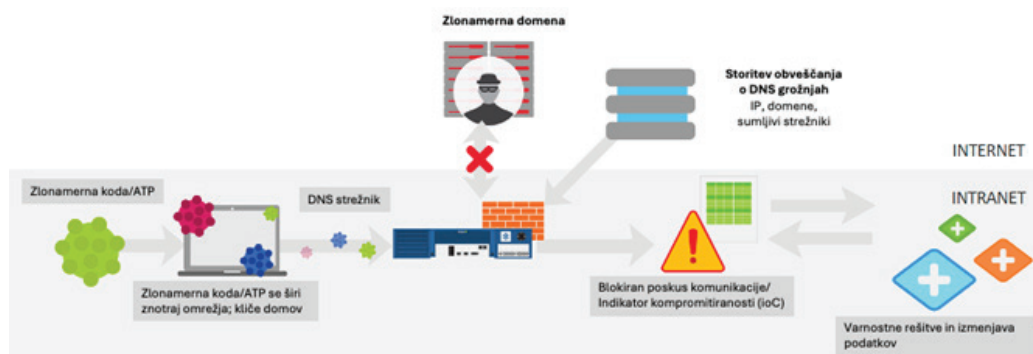 Zlonamerna domena
Storitev obveščanja
o DNS grožnjah
IP, domene,
sumljivi strežniki
INTERNET
Zlonamerna koda/ATP
DNS strežnik
INTRANET
Zlonamerna koda/ATP se širi
znotraj omrežja; kliče domov
Blokiran poskus komunikacije/
Indikator kompromitiranosti (ioC)
Varnostne rešitve in izmenjava
podatkov